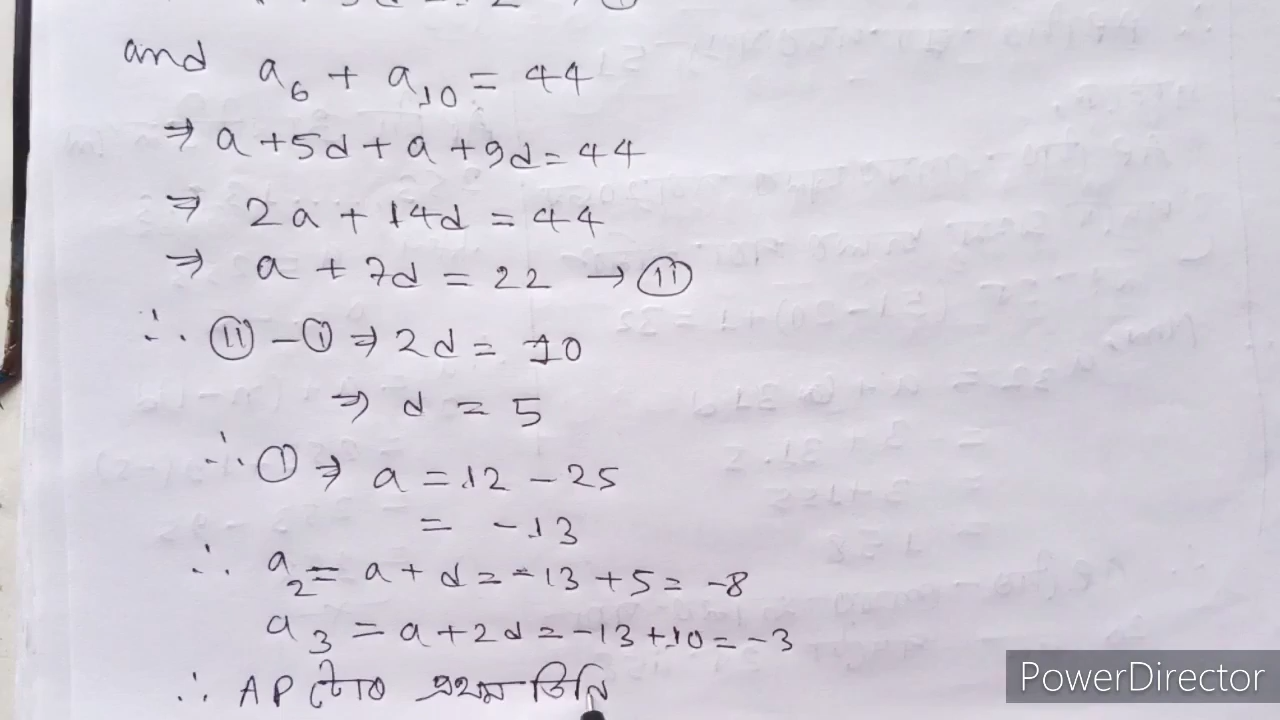 and a₆ + a₁₀ = 44
⇒ a + 5d + a + 9d = 44
⇒ 2a + 14d = 44
⇒ a + 7d = 22 → (ii)
∴ (ii) - (i) ⇒ 2d = 10
⇒ d = 5
∴ (i) ⇒ a = 12 - 25
= -13
∴ a₂ = a + d = -13 + 5 = -8
a₃ = a + 2d = -13 + 10 = -3
∴ AP টোৰ প্ৰথম তিনি
PowerDirector